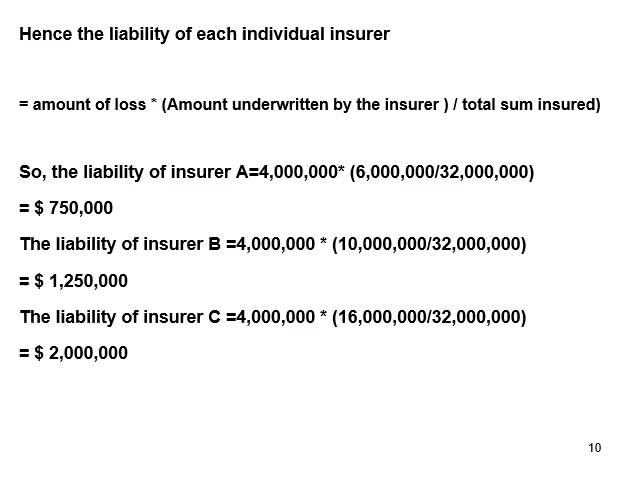 Hence the liability of each individual insurer
= amount of loss * (Amount underwritten by the insurer ) / total sum insured)
So, the liability of insurer A=4,000,000* (6,000,000/32,000,000)
= $ 750,000
The liability of insurer B =4,000,000 * (10,000,000/32,000,000)
= $ 1,250,000
The liability of insurer C =4,000,000 * (16,000,000/32,000,000)
= $ 2,000,000
10